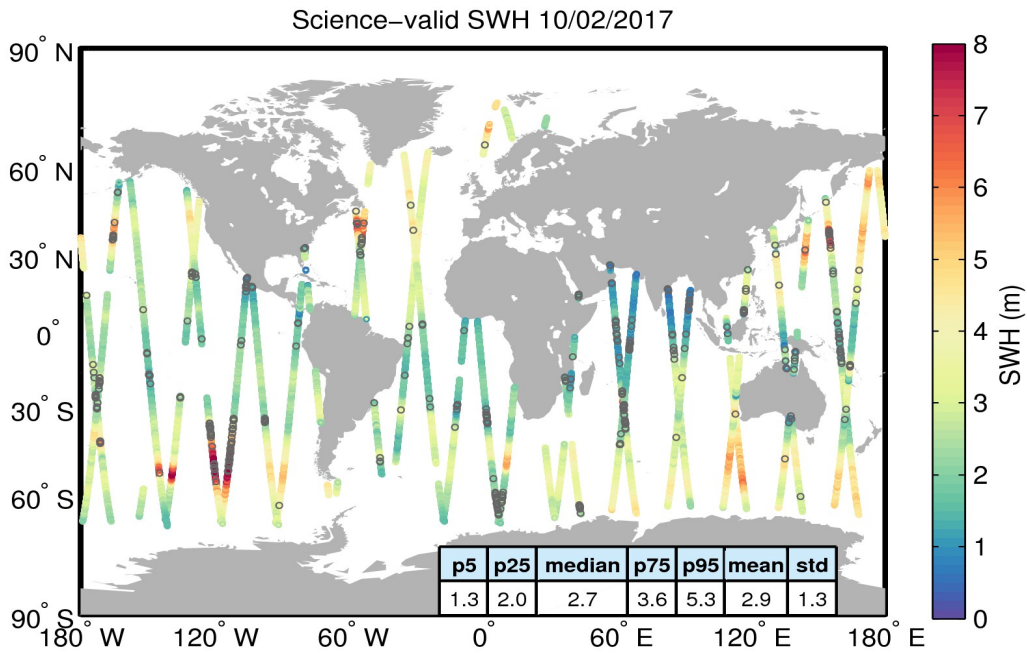 Science−valid SWH 10/02/2017
90° N
60° N
30° N
0°
30° S
60° S
90° S
180° W
120° W
60° W
0°
60° E
120° E
180° E
p5 p25 median p75 p95 mean std
1.3 2.0 2.7 3.6 5.3 2.9 1.3
8
7
6
5
4
3
2
1
0
SWH (m)